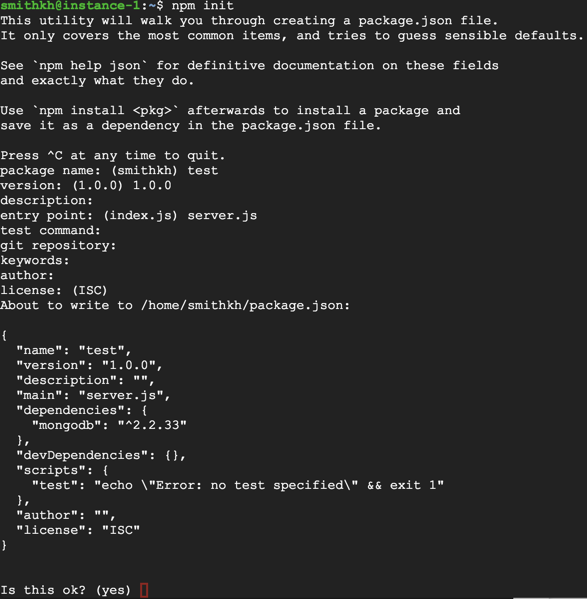 smithkh@instance-1:~$ npm init
This utility will walk you through creating a package.json file.
It only covers the most common items, and tries to guess sensible defaults.
See `npm help json` for definitive documentation on these fields
and exactly what they do.
Use `npm install <pkg>` afterwards to install a package and
save it as a dependency in the package.json file.
Press ^C at any time to quit.
package name: (smithkh) test
version: (1.0.0) 1.0.0
description:
entry point: (index.js) server.js
test command:
git repository:
keywords:
author:
license: (ISC)
About to write to /home/smithkh/package.json:
{
  "name": "test",
  "version": "1.0.0",
  "description": "",
  "main": "server.js",
  "dependencies": {
    "mongodb": "^2.2.33"
  },
  "devDependencies": {},
  "scripts": {
    "test": "echo \"Error: no test specified\" && exit 1"
  },
  "author": "",
  "license": "ISC"
}
Is this ok? (yes)